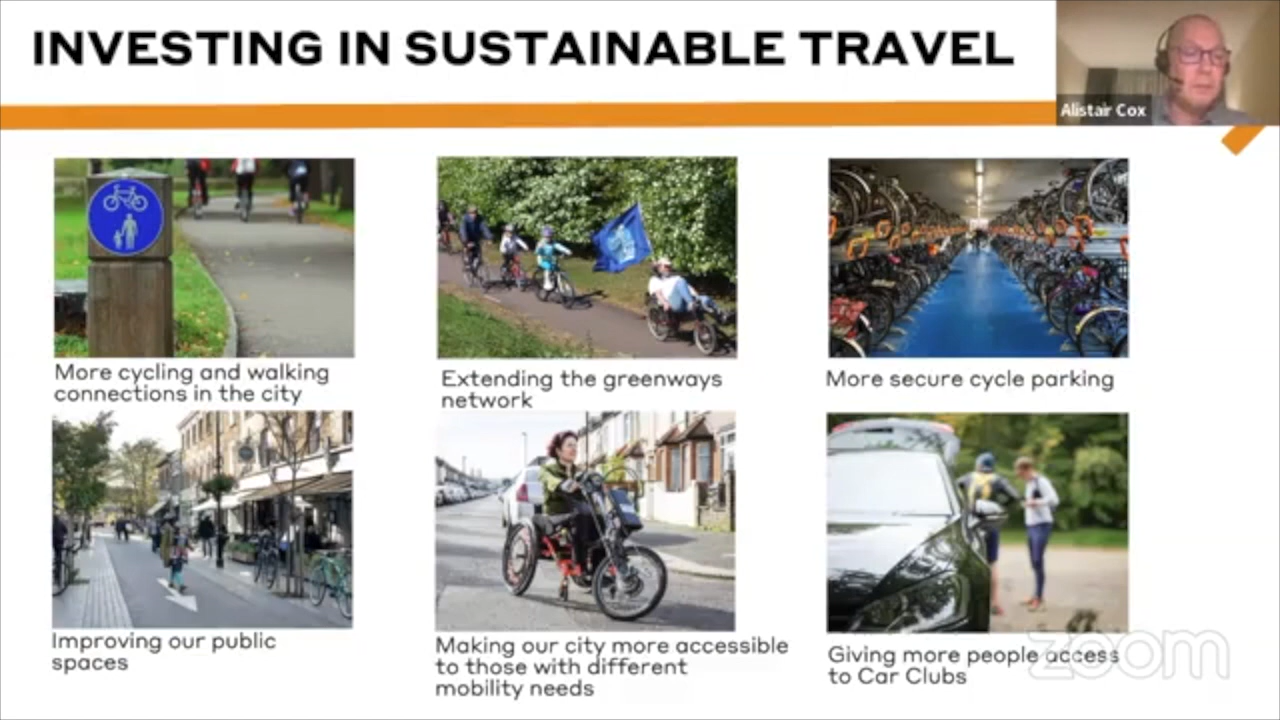 INVESTING IN SUSTAINABLE TRAVEL
Alistair Cox
More cycling and walking
connections in the city
Extending the greenways
network
More secure cycle parking
Improving our public
spaces
Making our city more accessible
to those with different
mobility needs
Giving more people access
to Car Clubs
zoom